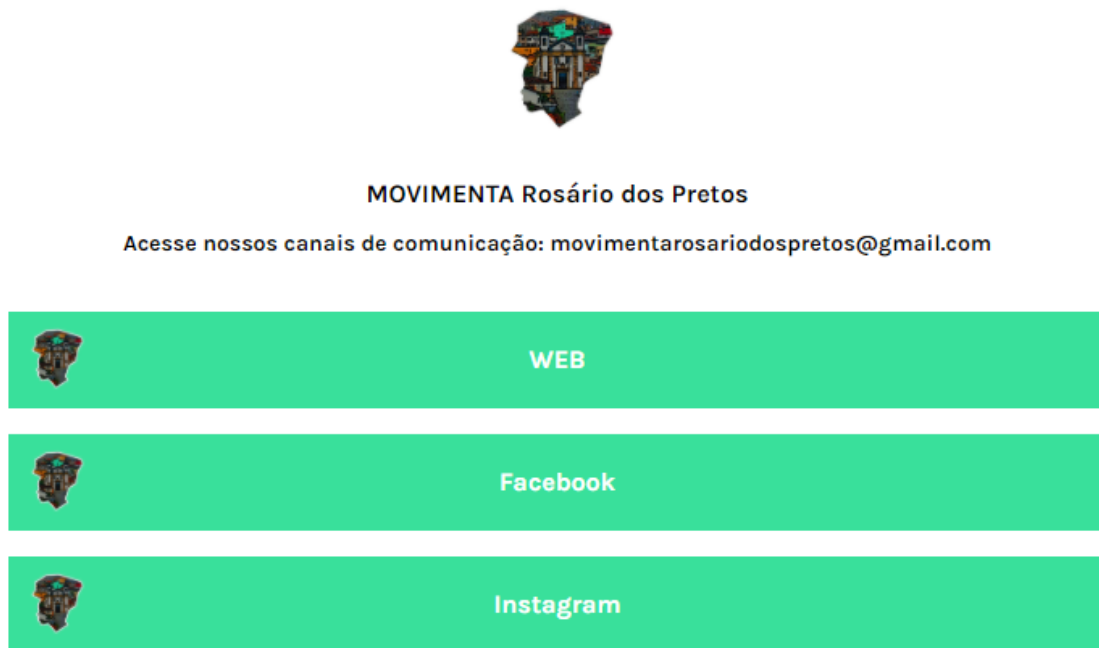 MOVIMENTA Rosário dos Pretos
Acesse nossos canais de comunicação: movimentarosariodospretos@gmail.com
WEB
Facebook
Instagram